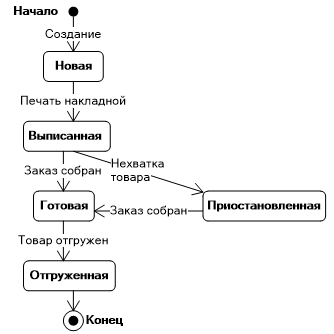 Начало
Создание
Новая
Печать накладной
Выписанная
Заказ собран
Нехватка
товара
Готовая
Заказ собран
Приостановленная
Товар отгружен
Отгруженная
Конец